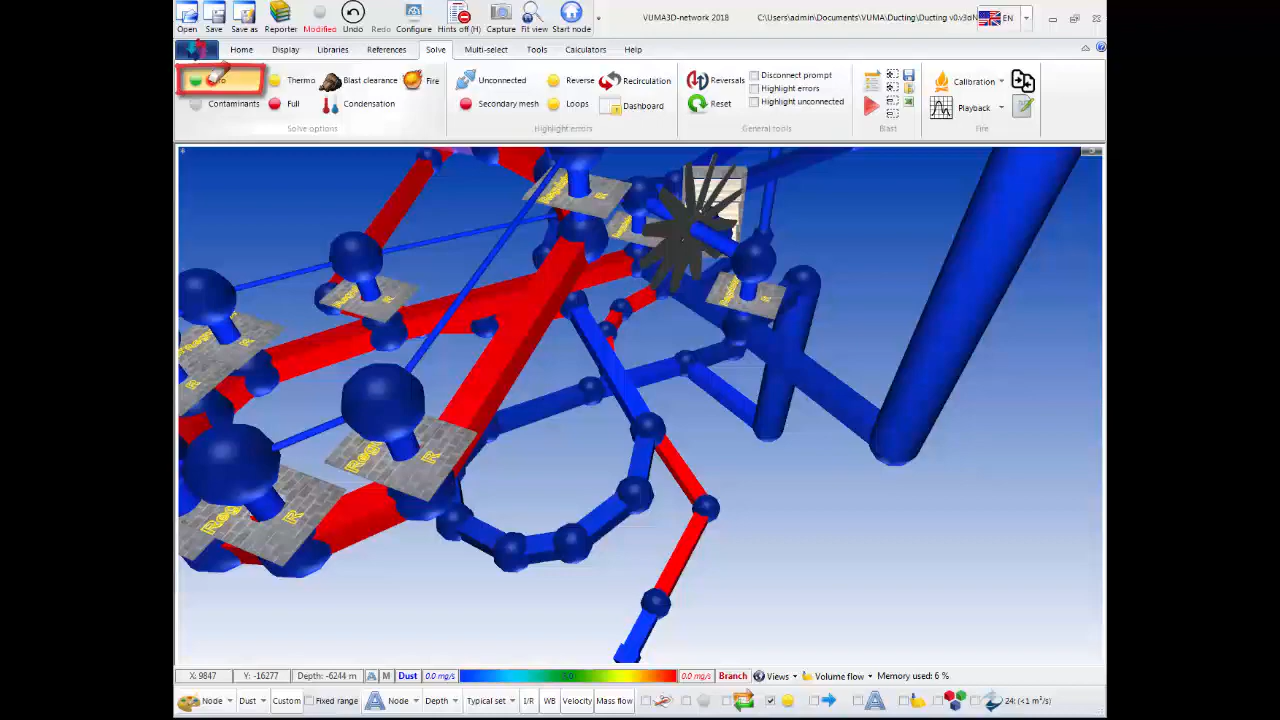 VUMA3D-network 2018
C:\Users\admin\Documents\VUMA\Ducting\Ducting v0.v3dN
EN
Open Save Save as Reporter Modified Undo Redo Configure Hints off(H) Capture Fit view Start node
Home Display Libraries References Solve Multi-select Tools Calculators Help
Thermo Blast clearance Fire Unconnected Reverse Recirculation Reversals Disconnect prompt Calibration
Highlight errors
Contaminants Full Condensation Secondary mesh Loops Dashboard Reset Highlight unconnected Playback
Solve options Highlight errors General tools Blast Fire
R
R
R
R
R
X: 9847 Y: -16277 Depth: -6244 m A M Dust 0.0 mg/s 0.0 mg/s Branch Views Volume flow Memory used: 6 %
Node Dust Custom Fixed range Node Depth Typical set I/R WB Velocity Mass flow 24: (<1 m³/s)